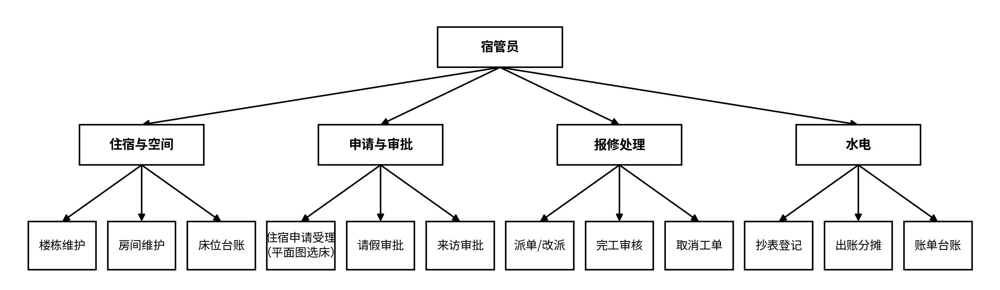 宿管员
住宿与空间
申请与审批
报修处理
水电
楼栋维护
房间维护
床位台账
住宿申请受理
（平面图选床）
请假审批
来访审批
派单/改派
完工审核
取消工单
抄表登记
出账分摊
账单台账